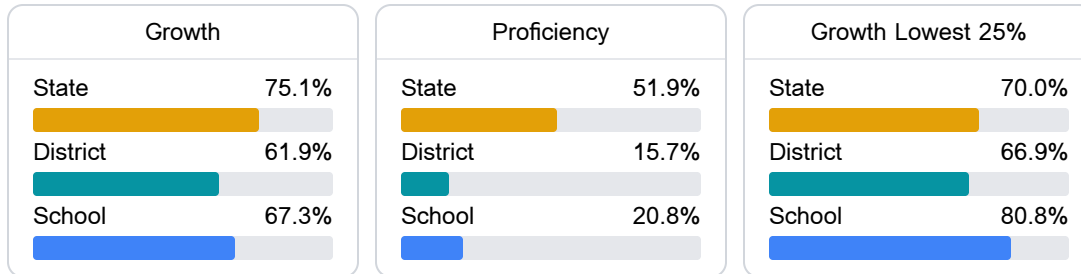 Growth
State 75.1%
District 61.9%
School 67.3%
Proficiency
State 51.9%
District 15.7%
School 20.8%
Growth Lowest 25%
State 70.0%
District 66.9%
School 80.8%